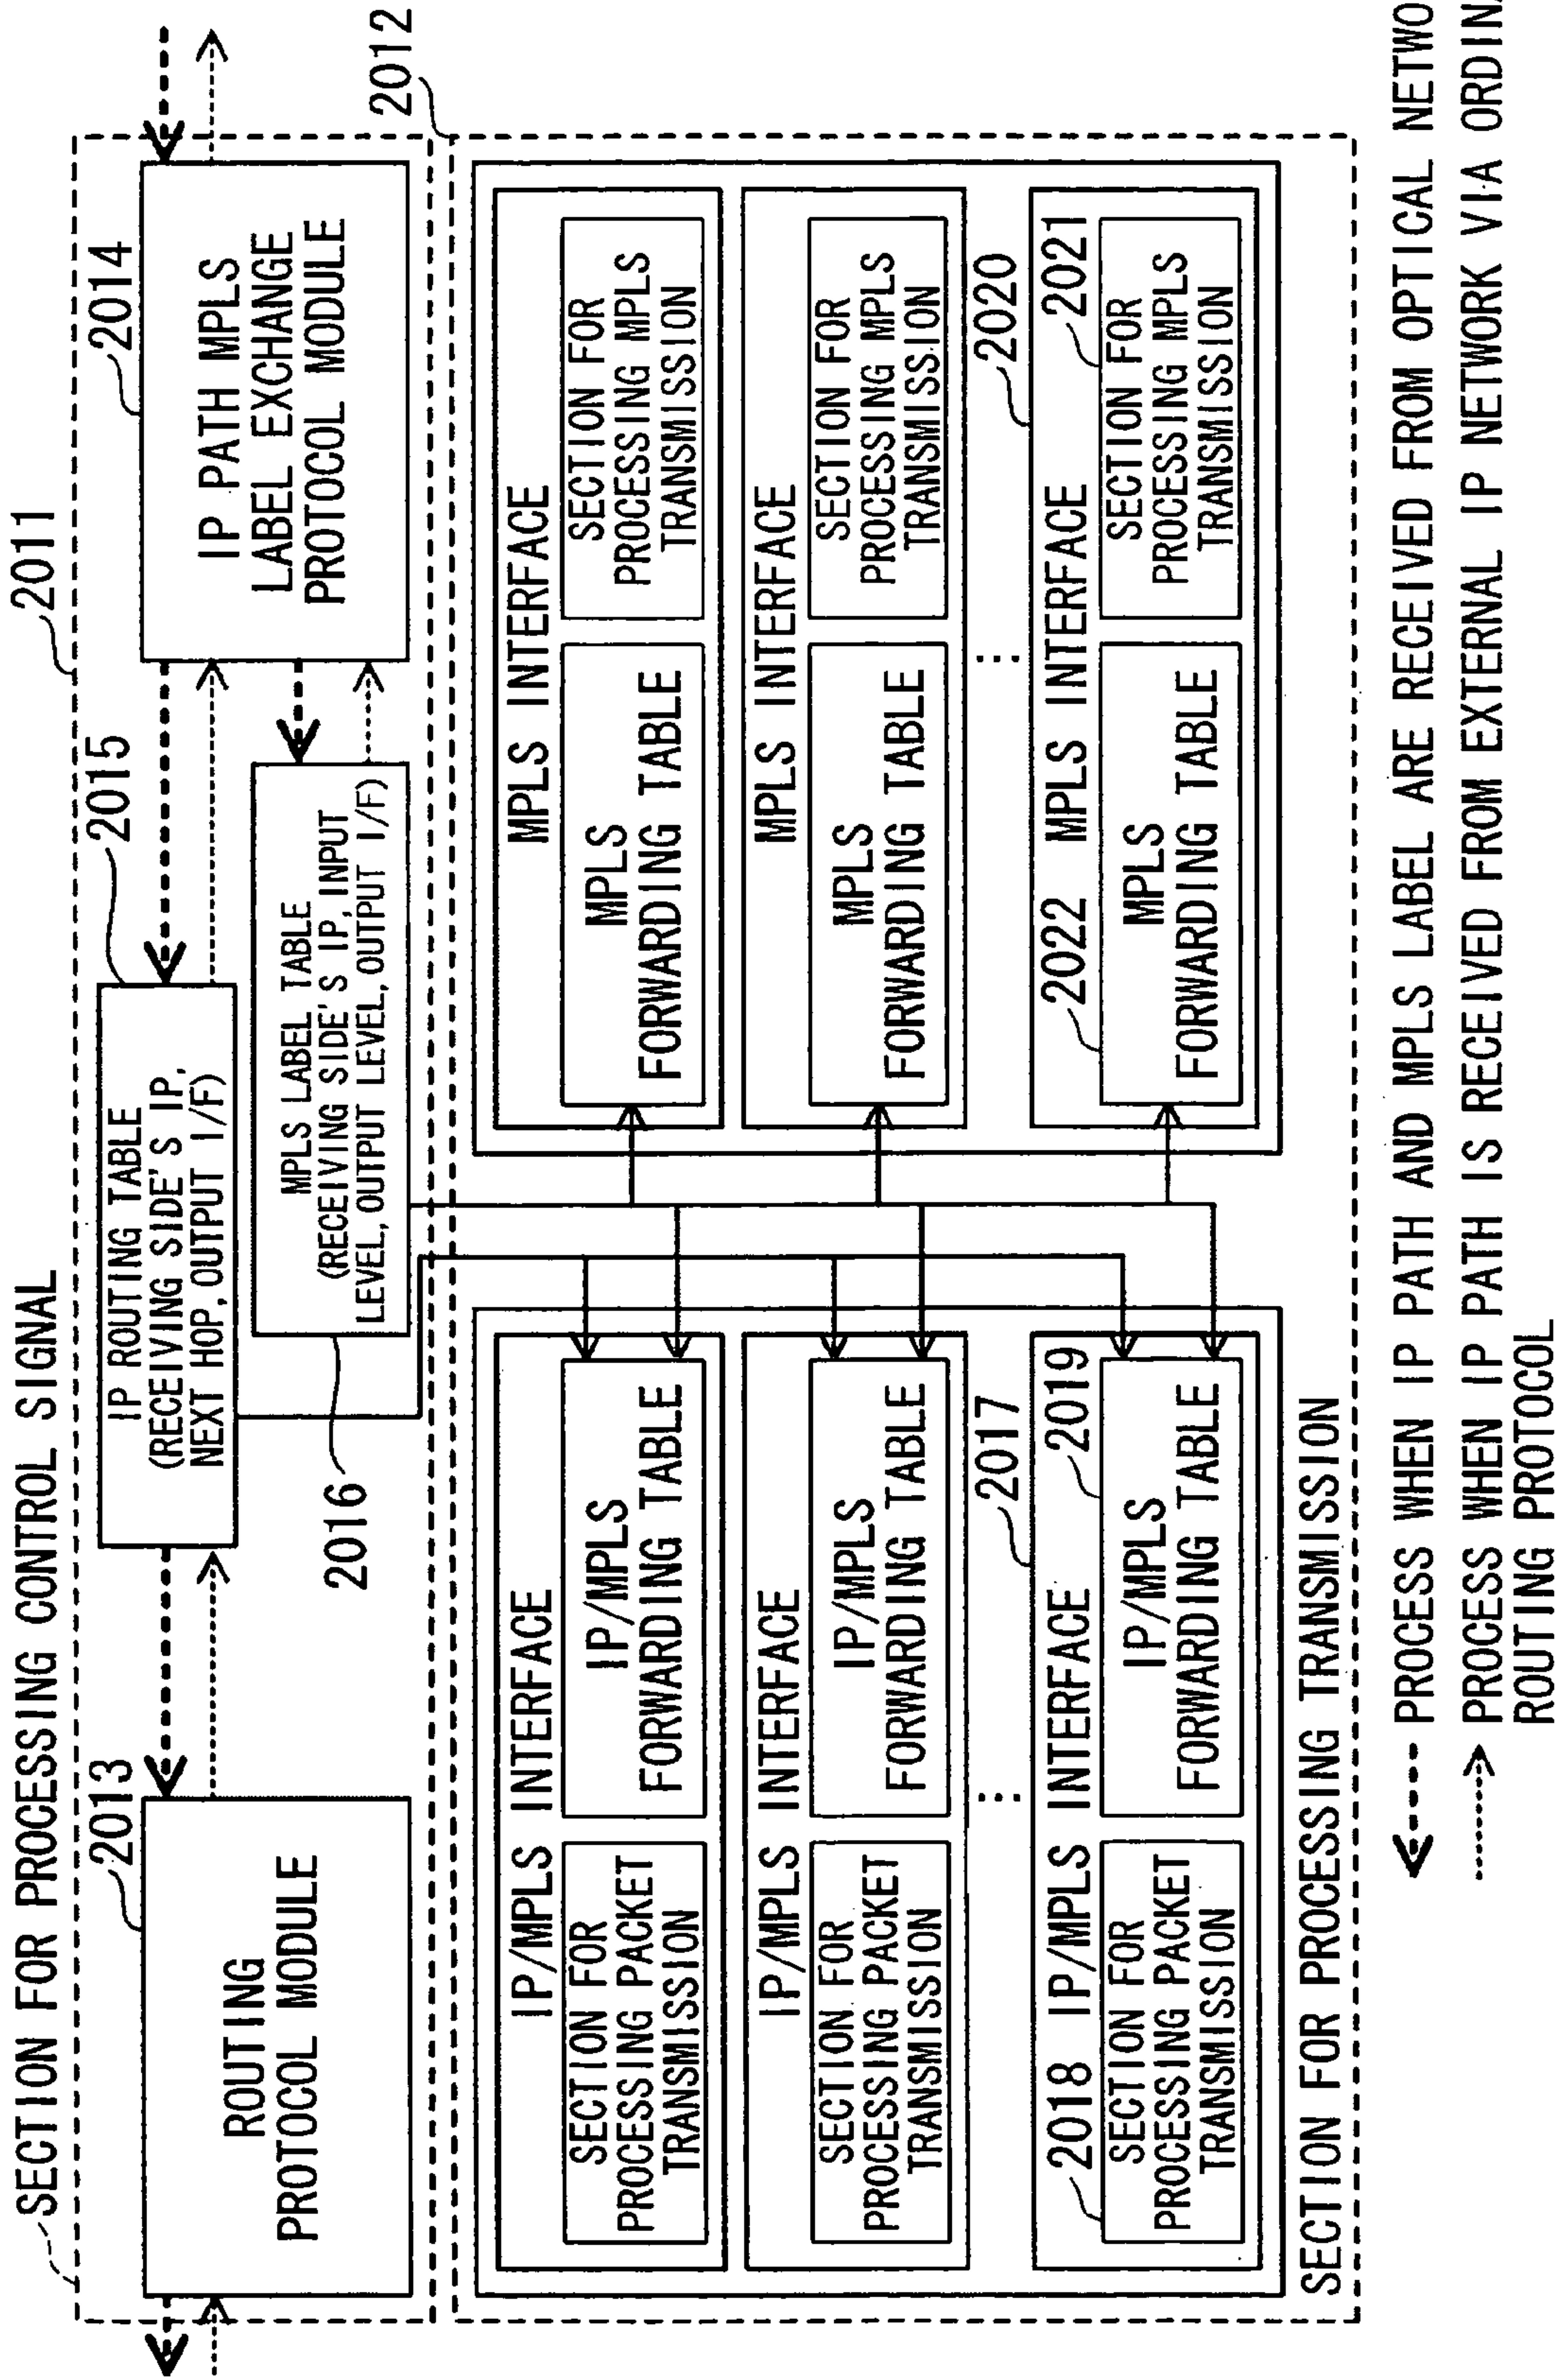 SECTION FOR PROCESSING CONTROL SIGNAL
2011
2013
ROUTING
PROTOCOL MODULE
2015
IP ROUTING TABLE
(RECEIVING SIDE'S IP,
NEXT HOP, OUTPUT I/F)
2016
MPLS LABEL TABLE
(RECEIVING SIDE'S IP, INPUT
LEVEL, OUTPUT LEVEL, OUTPUT I/F)
2014
IP PATH MPLS
LABEL EXCHANGE
PROTOCOL MODULE
2012
IP/MPLS INTERFACE
SECTION FOR
PROCESSING PACKET
TRANSMISSION
IP/MPLS
FORWARDING TABLE
MPLS INTERFACE
MPLS
FORWARDING TABLE
SECTION FOR
PROCESSING MPLS
TRANSMISSION
IP/MPLS INTERFACE
SECTION FOR
PROCESSING PACKET
TRANSMISSION
IP/MPLS
FORWARDING TABLE
MPLS INTERFACE
MPLS
FORWARDING TABLE
SECTION FOR
PROCESSING MPLS
TRANSMISSION
2017
2020
2018 IP/MPLS INTERFACE 2019
SECTION FOR
PROCESSING PACKET
TRANSMISSION
IP/MPLS
FORWARDING TABLE
2022 MPLS INTERFACE 2021
MPLS
FORWARDING TABLE
SECTION FOR
PROCESSING MPLS
TRANSMISSION
SECTION FOR PROCESSING TRANSMISSION
PROCESS WHEN IP PATH AND MPLS LABEL ARE RECEIVED FROM OPTICAL
PROCESS WHEN IP PATH IS RECEIVED FROM EXTERNAL IP NETWORK VIA
ROUTING PROTOCOL